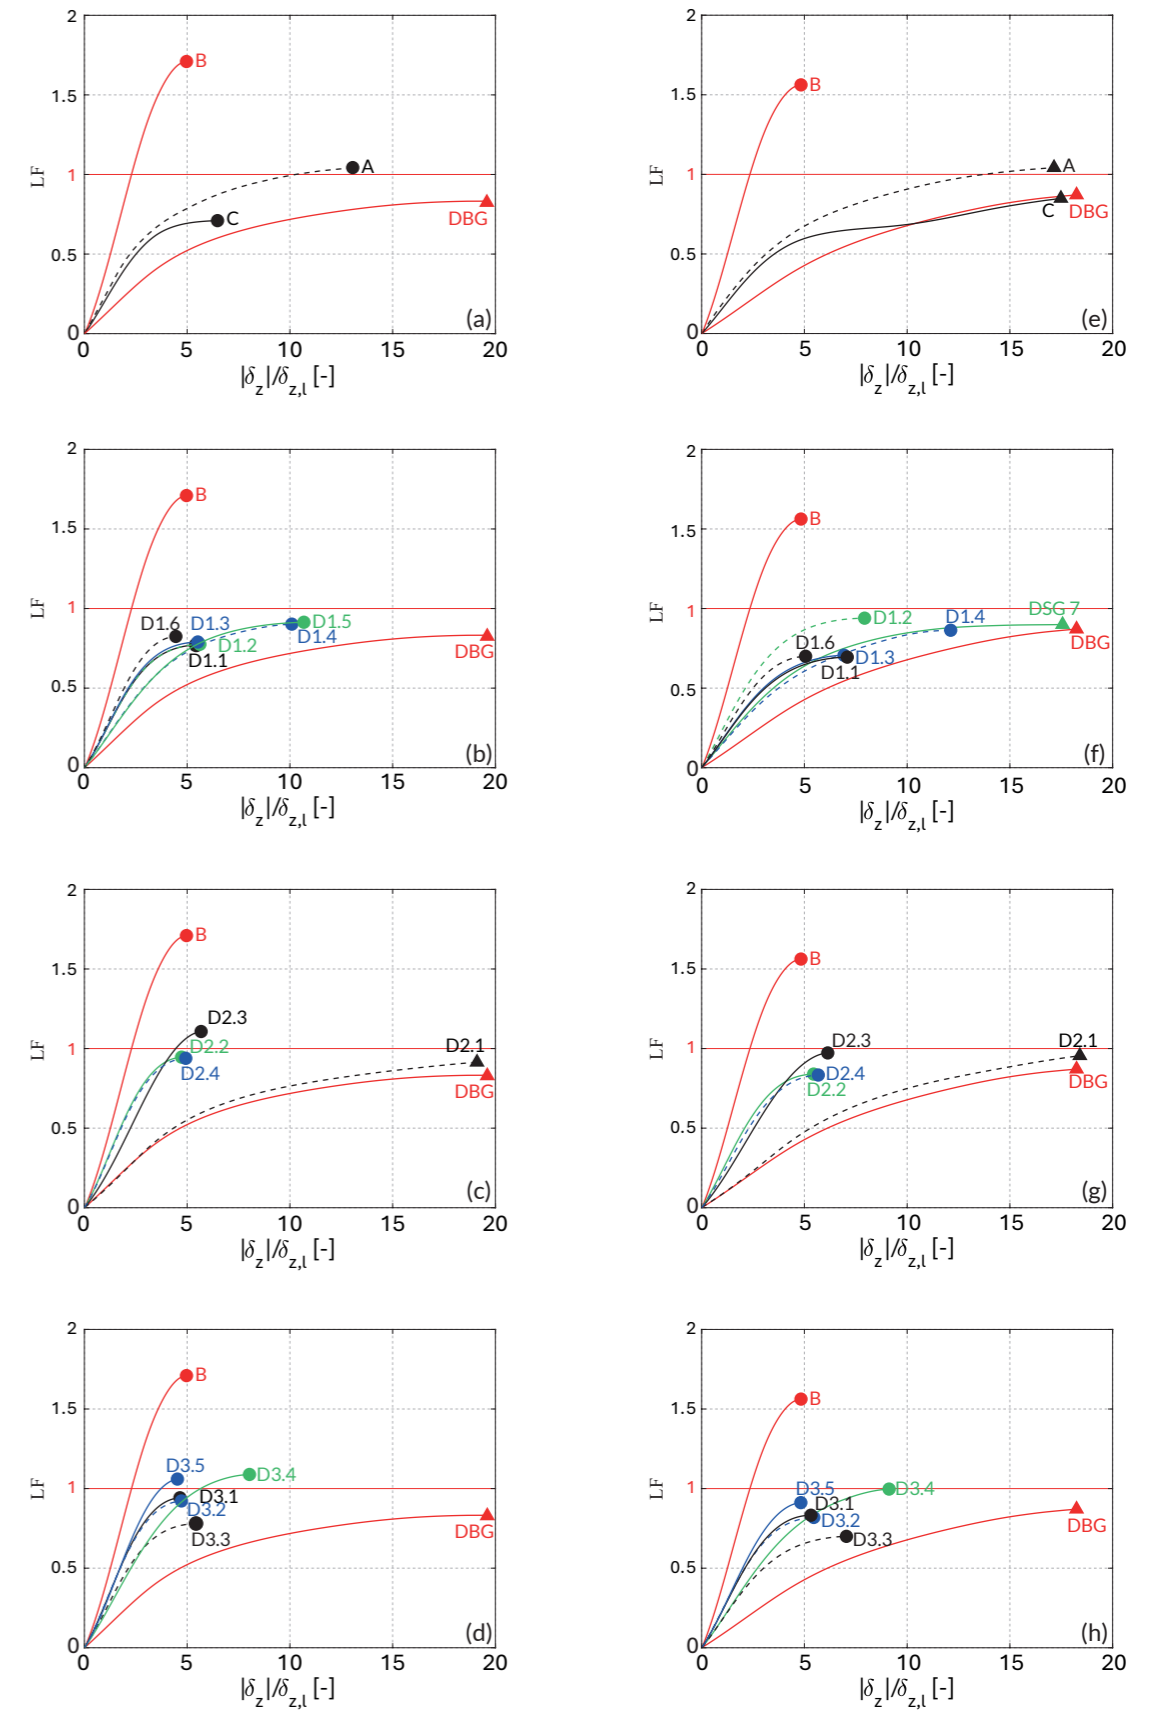 2
1.5
LF
1
0.5
0
0 5 10 15 20
|δz|/δz,l [-]
B
A
C
DBG
(a)
2
1.5
LF
1
0.5
0
0 5 10 15 20
|δz|/δz,l [-]
B
A
C
DBG
(e)
2
1.5
LF
1
0.5
0
0 5 10 15 20
|δz|/δz,l [-]
B
D1.6
D1.3
D1.2
D1.1
D1.5
D1.4
DBG
(b)
2
1.5
LF
1
0.5
0
0 5 10 15 20
|δz|/δz,l [-]
B
D1.2
D1.4
DSG 7
D1.6
D1.3
D1.1
DBG
(f)
2
1.5
LF
1
0.5
0
0 5 10 15 20
|δz|/δz,l [-]
B
D2.3
D2.2
D2.4
D2.1
DBG
(c)
2
1.5
LF
1
0.5
0
0 5 10 15 20
|δz|/δz,l [-]
B
D2.3
D2.4
D2.2
D2.1
DBG
(g)
2
1.5
LF
1
0.5
0
0 5 10 15 20
|δz|/δz,l [-]
B
D3.5
D3.4
D3.1
D3.2
D3.3
DBG
(d)
2
1.5
LF
1
0.5
0
0 5 10 15 20
|δz|/δz,l [-]
B
D3.5
D3.4
D3.1
D3.2
D3.3
DBG
(h)